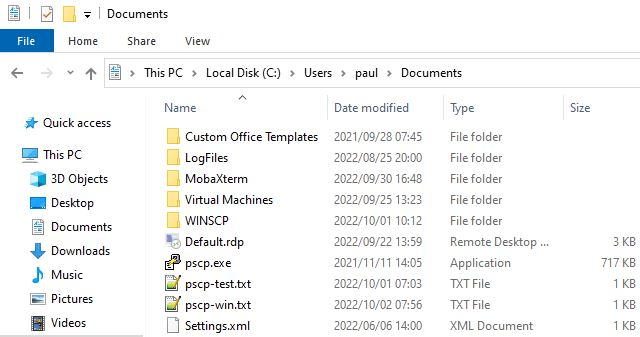 Documents
File Home Share View
This PC Local Disk (C:) Users paul Documents
Name Date modified Type Size
Quick access
This PC
3D Objects
Desktop
Documents
Downloads
Music
Pictures
Videos
Custom Office Templates 2021/09/28 07:45 File folder
LogFiles 2022/08/25 20:00 File folder
MobaXterm 2022/09/30 16:48 File folder
Virtual Machines 2022/09/25 13:23 File folder
WINSCP 2022/10/01 10:12 File folder
Default.rdp 2022/09/22 13:59 Remote Desktop ... 3 KB
pscp.exe 2021/11/11 14:05 Application 717 KB
pscp-test.txt 2022/10/01 07:03 TXT File 1 KB
pscp-win.txt 2022/10/02 07:56 TXT File 1 KB
Settings.xml 2022/06/06 14:00 XML Document 1 KB